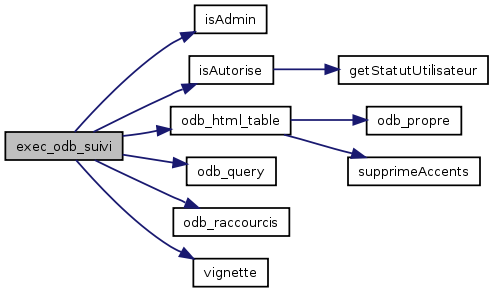 isAdmin
isAutorise
getStatutUtilisateur
odb_html_table
odb_propre
exec_odb_suivi
odb_query
supprimeAccents
odb_raccourcis
vignette